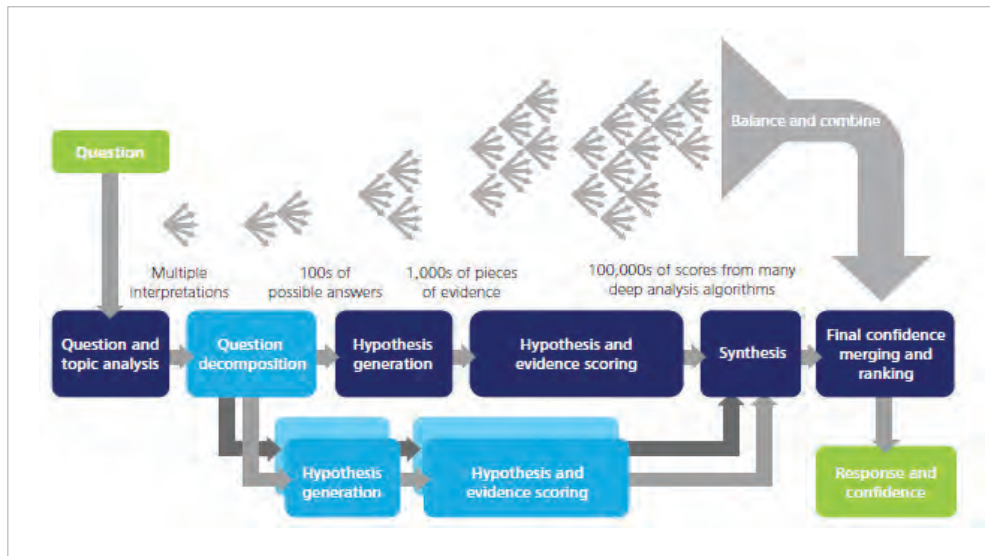 Question
Balance and combine
Multiple
interpretations
100s of
possible answers
1,000s of pieces
of evidence
100,000s of scores from many
deep analysis algorithms
Question and
topic analysis
Question
decomposition
Hypothesis
generation
Hypothesis and
evidence scoring
Synthesis
Final confidence
merging and
ranking
Hypothesis
generation
Hypothesis and
evidence scoring
Response and
confidence